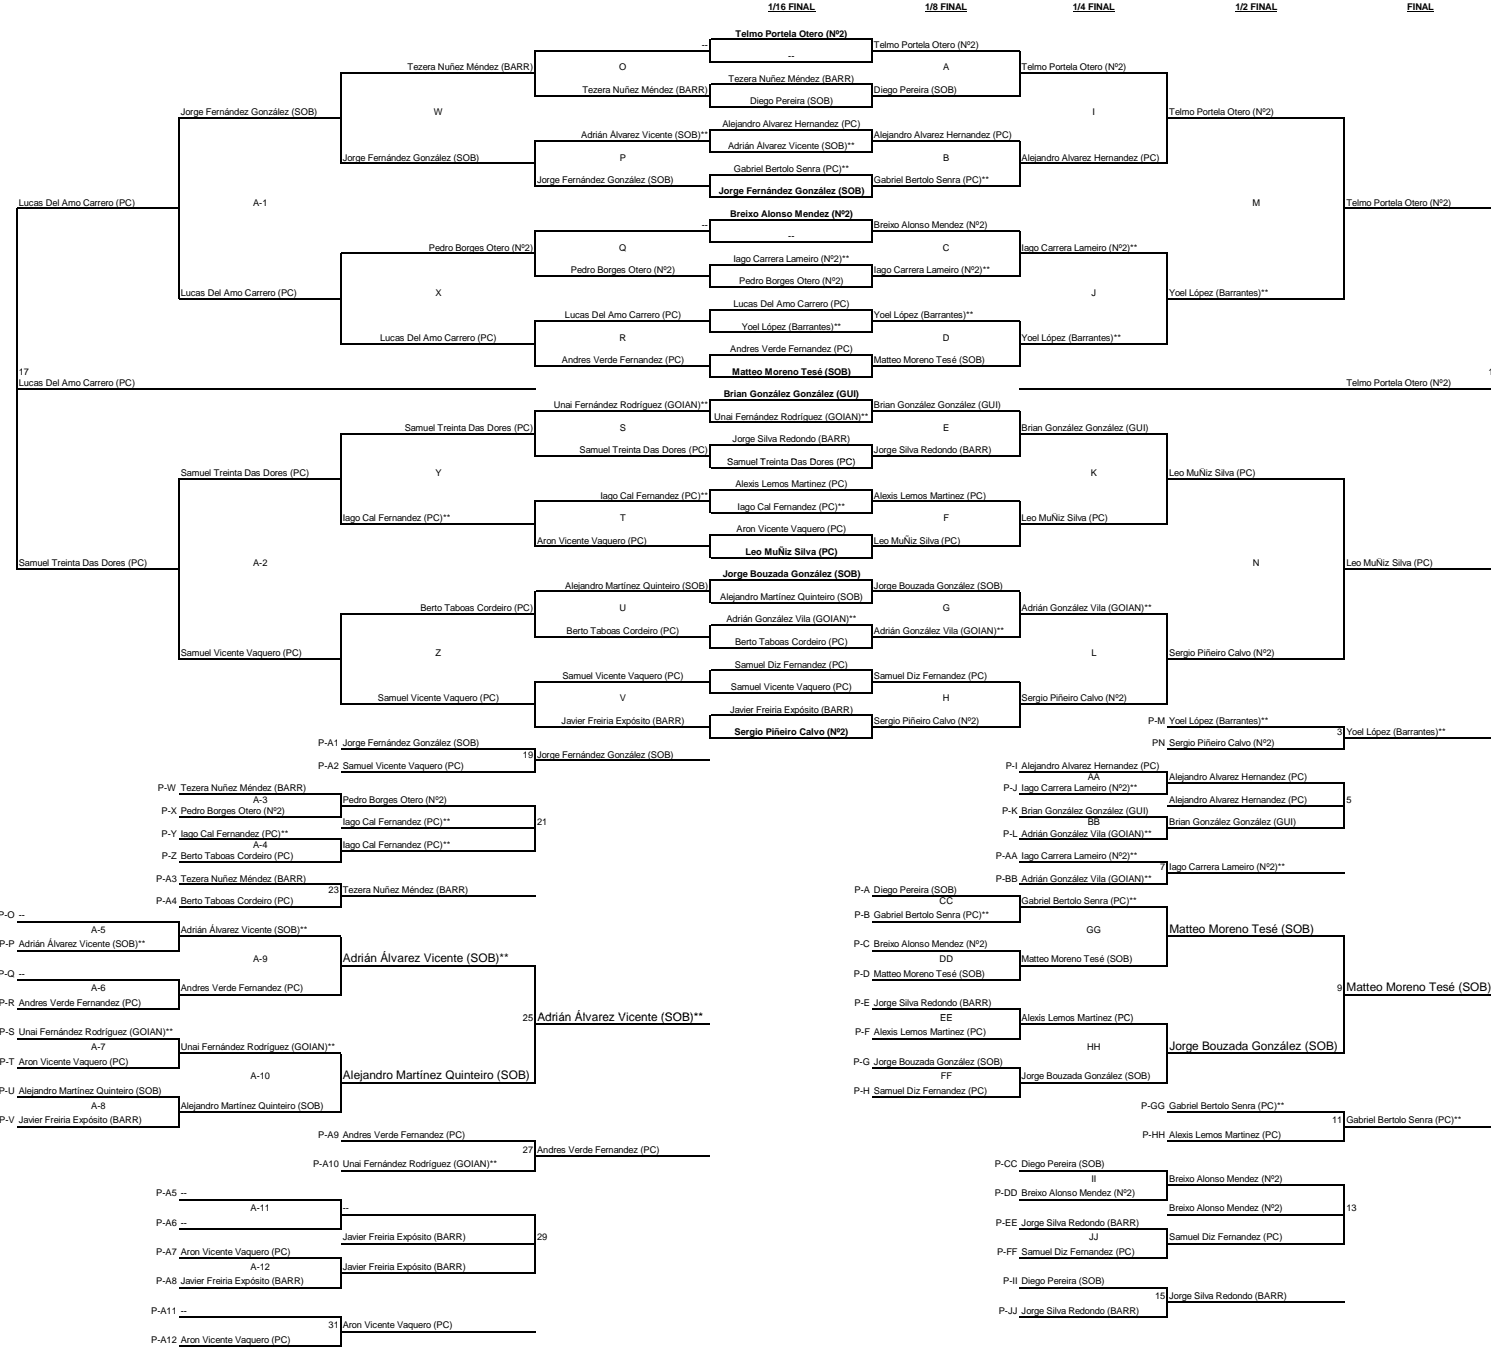 1/16 FINAL 1/8 FINAL 1/4 FINAL 1/2 FINAL FINAL
Telmo Portela Otero (Nº2)
-- Telmo Portela Otero (Nº2)
--
Tezera Nuñez Méndez (BARR) O A Telmo Portela Otero (Nº2)
Tezera Nuñez Méndez (BARR)
Tezera Nuñez Méndez (BARR) Diego Pereira (SOB)
Diego Pereira (SOB)
Jorge Fernández González (SOB) W I Telmo Portela Otero (Nº2)
Alejandro Alvarez Hernandez (PC)
Adrián Álvarez Vicente (SOB)** Alejandro Alvarez Hernandez (PC)
Adrián Álvarez Vicente (SOB)**
Jorge Fernández González (SOB) P B Alejandro Alvarez Hernandez (PC)
Gabriel Bertolo Senra (PC)**
Jorge Fernández González (SOB) Gabriel Bertolo Senra (PC)**
Jorge Fernández González (SOB)
Lucas Del Amo Carrero (PC) A-1 M Telmo Portela Otero (Nº2)
Breixo Alonso Mendez (Nº2)
-- Breixo Alonso Mendez (Nº2)
--
Pedro Borges Otero (Nº2) Q C Iago Carrera Lameiro (Nº2)**
Iago Carrera Lameiro (Nº2)**
Pedro Borges Otero (Nº2) Iago Carrera Lameiro (Nº2)**
Pedro Borges Otero (Nº2)
Lucas Del Amo Carrero (PC) X J Yoel López (Barrantes)**
Lucas Del Amo Carrero (PC)
Lucas Del Amo Carrero (PC) Yoel López (Barrantes)**
Yoel López (Barrantes)**
Lucas Del Amo Carrero (PC) R D Yoel López (Barrantes)**
Andres Verde Fernandez (PC)
Andres Verde Fernandez (PC) Matteo Moreno Tesé (SOB)
17 Matteo Moreno Tesé (SOB) 1
Lucas Del Amo Carrero (PC) Telmo Portela Otero (Nº2)
Brian González González (GUI)
Unai Fernández Rodríguez (GOIAN)** Brian González González (GUI)
Unai Fernández Rodríguez (GOIAN)**
Samuel Treinta Das Dores (PC) S E Brian González González (GUI)
Jorge Silva Redondo (BARR)
Samuel Treinta Das Dores (PC) Jorge Silva Redondo (BARR)
Samuel Treinta Das Dores (PC)
Samuel Treinta Das Dores (PC) Y K Leo MuÑiz Silva (PC)
Alexis Lemos Martinez (PC)
Iago Cal Fernandez (PC)** Alexis Lemos Martinez (PC)
Iago Cal Fernandez (PC)**
Iago Cal Fernandez (PC)** T F Leo MuÑiz Silva (PC)
Aron Vicente Vaquero (PC)
Aron Vicente Vaquero (PC) Leo MuÑiz Silva (PC)
Leo MuÑiz Silva (PC)
Samuel Treinta Das Dores (PC) A-2 N Leo MuÑiz Silva (PC)
Jorge Bouzada González (SOB)
Alejandro Martínez Quinteiro (SOB) Jorge Bouzada González (SOB)
Alejandro Martínez Quinteiro (SOB)
Berto Taboas Cordeiro (PC) U G Adrián González Vila (GOIAN)**
Adrián González Vila (GOIAN)**
Berto Taboas Cordeiro (PC) Adrián González Vila (GOIAN)**
Berto Taboas Cordeiro (PC)
Samuel Vicente Vaquero (PC) Z L Sergio Piñeiro Calvo (Nº2)
Samuel Diz Fernandez (PC)
Samuel Vicente Vaquero (PC) Samuel Diz Fernandez (PC)
Samuel Vicente Vaquero (PC)
Samuel Vicente Vaquero (PC) V H Sergio Piñeiro Calvo (Nº2)
Javier Freiria Expósito (BARR)
Javier Freiria Expósito (BARR) Sergio Piñeiro Calvo (Nº2) P-M Yoel López (Barrantes)**
Sergio Piñeiro Calvo (Nº2) 3 Yoel López (Barrantes)**
P-A1 Jorge Fernández González (SOB) PN Sergio Piñeiro Calvo (Nº2)
19 Jorge Fernández González (SOB)
P-A2 Samuel Vicente Vaquero (PC) P-I Alejandro Alvarez Hernandez (PC)
AA Alejandro Alvarez Hernandez (PC)
P-W Tezera Nuñez Méndez (BARR) P-J Iago Carrera Lameiro (Nº2)**
A-3 Pedro Borges Otero (Nº2) Alejandro Alvarez Hernandez (PC) 5
P-X Pedro Borges Otero (Nº2) P-K Brian González González (GUI)
Iago Cal Fernandez (PC)** 21 BB Brian González González (GUI)
P-Y Iago Cal Fernandez (PC)** P-L Adrián González Vila (GOIAN)**
A-4 Iago Cal Fernandez (PC)**
P-Z Berto Taboas Cordeiro (PC) P-AA Iago Carrera Lameiro (Nº2)**
7 Iago Carrera Lameiro (Nº2)**
P-A3 Tezera Nuñez Méndez (BARR) P-BB Adrián González Vila (GOIAN)**
23 Tezera Nuñez Méndez (BARR) P-A Diego Pereira (SOB)
P-A4 Berto Taboas Cordeiro (PC) CC Gabriel Bertolo Senra (PC)**
P-O -- P-B Gabriel Bertolo Senra (PC)**
A-5 Adrián Álvarez Vicente (SOB)** GG Matteo Moreno Tesé (SOB)
P-P Adrián Álvarez Vicente (SOB)** P-C Breixo Alonso Mendez (Nº2)
A-9 Adrián Álvarez Vicente (SOB)** DD Matteo Moreno Tesé (SOB)
P-Q -- P-D Matteo Moreno Tesé (SOB)
A-6 Andres Verde Fernandez (PC) 9 Matteo Moreno Tesé (SOB)
P-R Andres Verde Fernandez (PC) P-E Jorge Silva Redondo (BARR)
25 Adrián Álvarez Vicente (SOB)** EE Alexis Lemos Martinez (PC)
P-S Unai Fernández Rodríguez (GOIAN)** P-F Alexis Lemos Martinez (PC)
A-7 Unai Fernández Rodríguez (GOIAN)** HH Jorge Bouzada González (SOB)
P-T Aron Vicente Vaquero (PC) P-G Jorge Bouzada González (SOB)
A-10 Alejandro Martínez Quinteiro (SOB) FF Jorge Bouzada González (SOB)
P-U Alejandro Martínez Quinteiro (SOB) P-H Samuel Diz Fernandez (PC)
A-8 Alejandro Martínez Quinteiro (SOB) P-GG Gabriel Bertolo Senra (PC)**
P-V Javier Freiria Expósito (BARR) 11 Gabriel Bertolo Senra (PC)**
P-A9 Andres Verde Fernandez (PC) P-HH Alexis Lemos Martinez (PC)
27 Andres Verde Fernandez (PC)
P-A10 Unai Fernández Rodríguez (GOIAN)** P-CC Diego Pereira (SOB)
II Breixo Alonso Mendez (Nº2)
P-A5 -- P-DD Breixo Alonso Mendez (Nº2)
A-11 -- Breixo Alonso Mendez (Nº2) 13
P-A6 -- P-EE Jorge Silva Redondo (BARR)
Javier Freiria Expósito (BARR) 29 JJ Samuel Diz Fernandez (PC)
P-A7 Aron Vicente Vaquero (PC) P-FF Samuel Diz Fernandez (PC)
A-12 Javier Freiria Expósito (BARR)
P-A8 Javier Freiria Expósito (BARR) P-II Diego Pereira (SOB)
15 Jorge Silva Redondo (BARR)
P-A11 -- P-JJ Jorge Silva Redondo (BARR)
31 Aron Vicente Vaquero (PC)
P-A12 Aron Vicente Vaquero (PC)